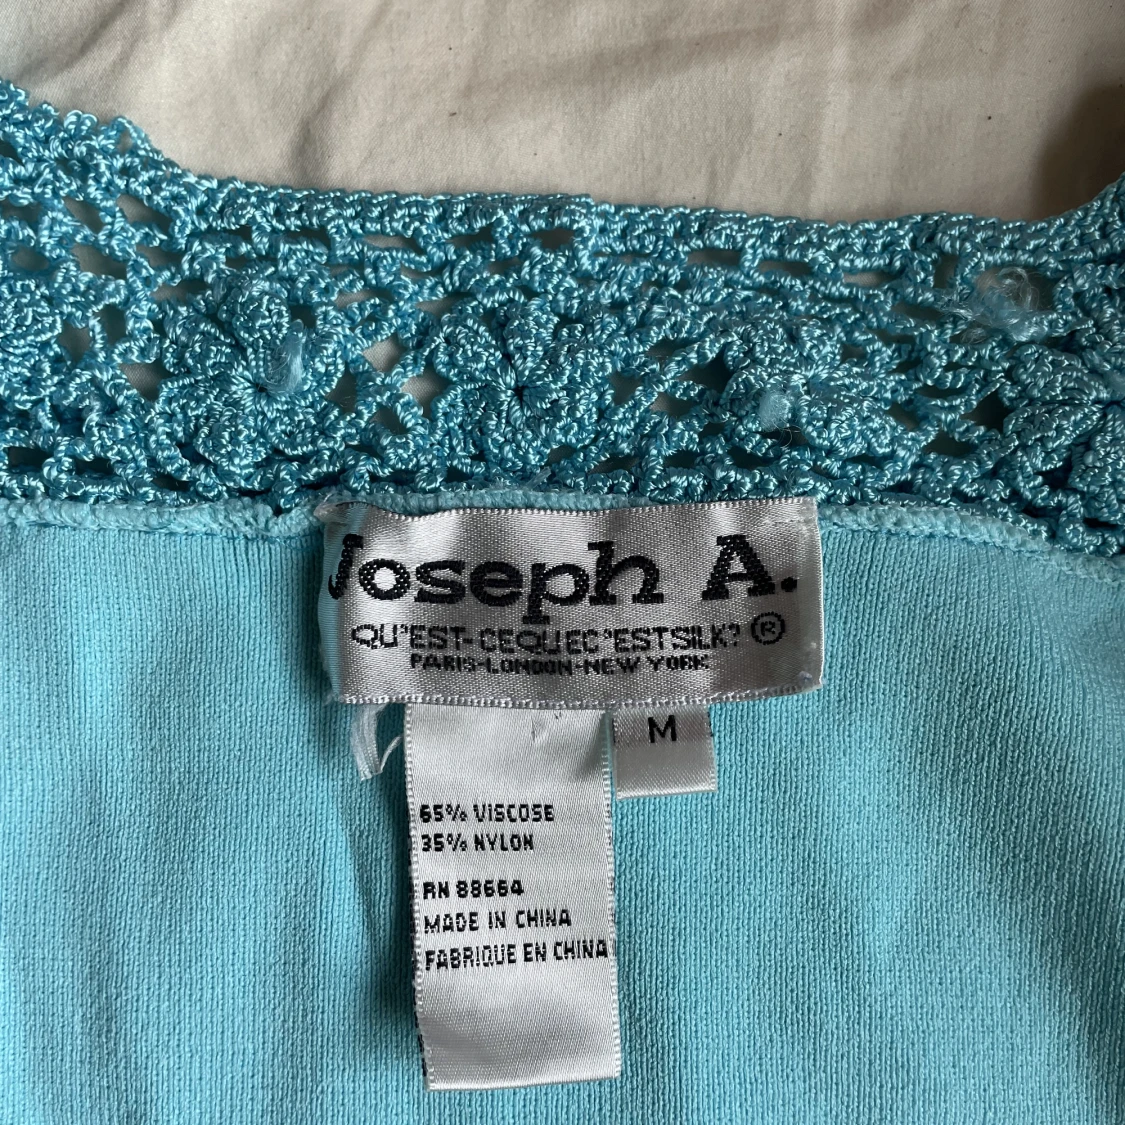 Joseph A.
QU'EST-CEQUEC'ESTSILK? ®
PARIS-LONDON-NEW YORK
M
65% VISCOSE
35% NYLON
RN 88664
MADE IN CHINA
FABRIQUE EN CHINA